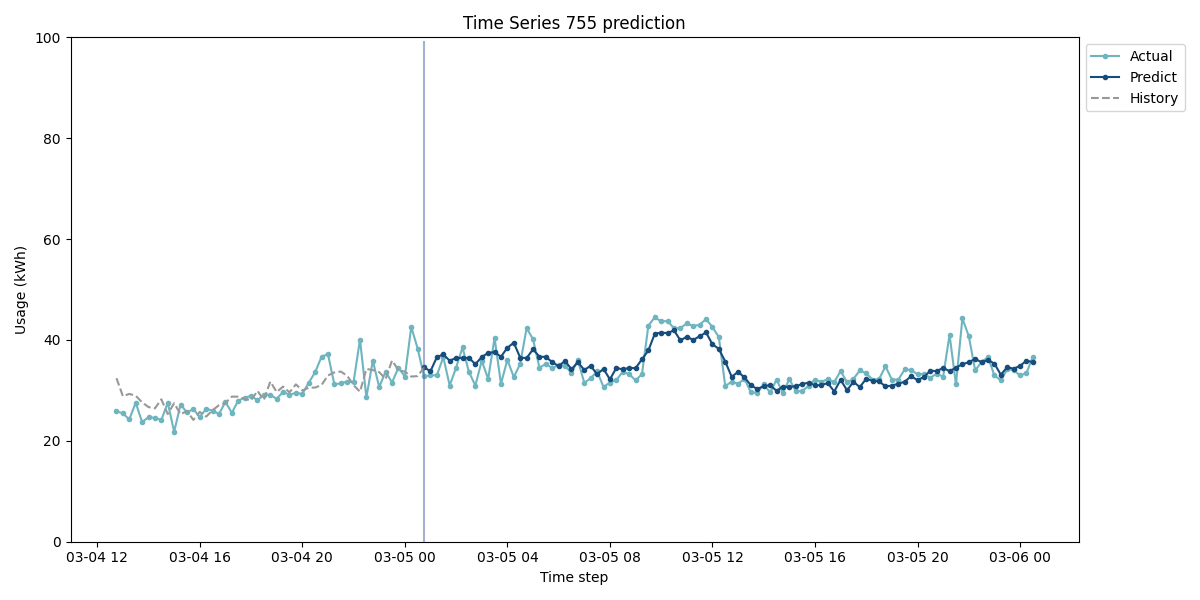 Time Series 755 prediction
100
80
60
40
20
0
Usage (kWh)
03-04 12
03-04 16
03-04 20
03-05 00
03-05 04
03-05 08
03-05 12
03-05 16
03-05 20
03-06 00
Time step
Actual
Predict
History